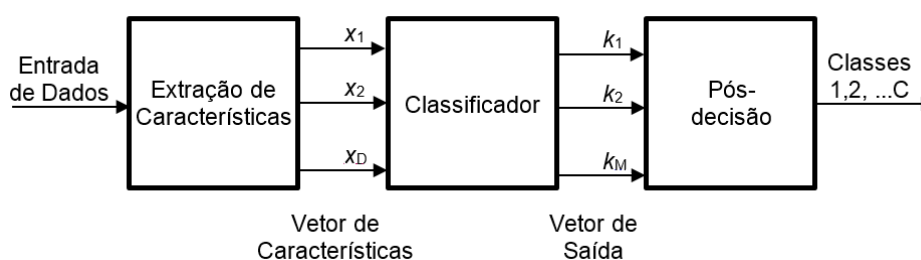 Entrada
de Dados
Extração de
Características
x1
x2
xD
Vetor de
Características
Classificador
k1
k2
kM
Vetor de
Saída
Pós-
decisão
Classes
1,2, ...C